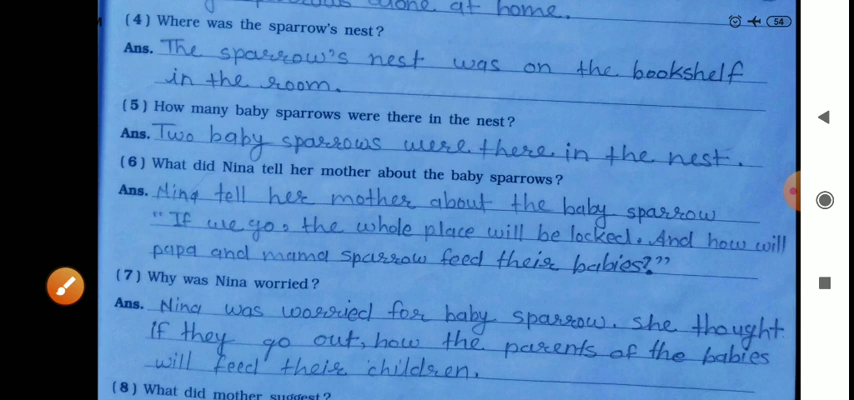 alone at home.
54
(4) Where was the sparrow's nest?
Ans. The sparrow's nest was on the bookshelf
in the room.
(5) How many baby sparrows were there in the nest?
Ans. Two baby sparrows were there in the nest.
(6) What did Nina tell her mother about the baby sparrows?
Ans. Nina tell her mother about the baby sparrow
"If we go, the whole place will be locked. And how will
papa and mama sparrow feed their babies?"
(7) Why was Nina worried?
Ans. Nina was worried for baby sparrow. She thought
if they go out, how the parents of the babies
will feed their children.
(8) What did mother suggest?